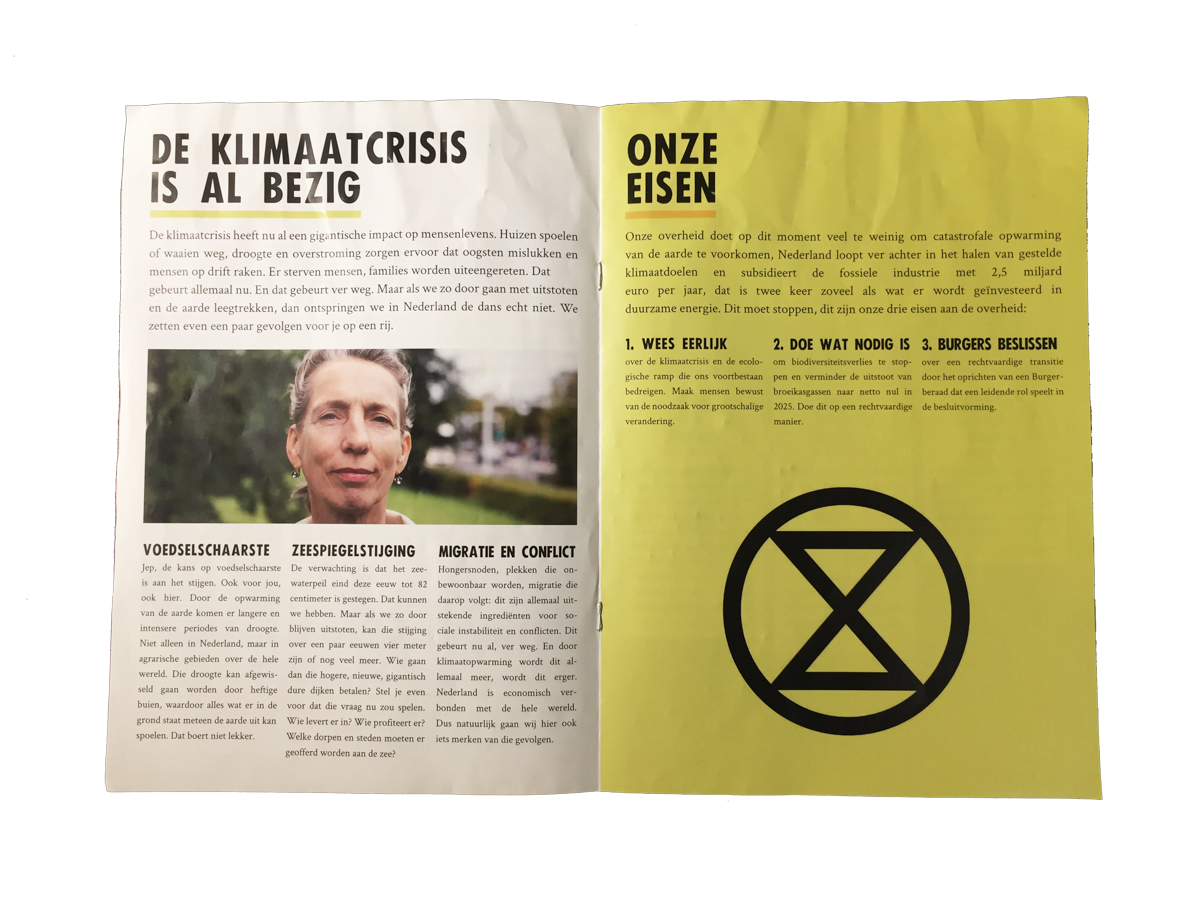 DE KLIMAATCRISIS
IS AL BEZIG
De klimaatcrisis heeft nu al een gigantische impact op mensenlevens. Huizen spoelen
of waaien weg, droogte en overstroming zorgen ervoor dat oogsten mislukken en
mensen op drift raken. Er sterven mensen, families worden uiteengereten. Dat
gebeurt allemaal nu. En dat gebeurt ver weg. Maar als we zo door gaan met uitstoten
en de aarde leegtrekken, dan ontspringen we in Nederland de dans echt niet. We
zetten even een paar gevolgen voor je op een rij.
VOEDSELSCHAARSTE
Jep, de kans op voedselschaarste
is aan het stijgen. Ook voor jou,
ook hier. Door de opwarming
van de aarde komen er langere en
intensere periodes van droogte.
Niet alleen in Nederland, maar in
agrarische gebieden over de hele
wereld. Die droogte kan afgewis-
seld gaan worden door heftige
buien, waardoor alles wat er in de
grond staat meteen de aarde uit kan
spoelen. Dat boert niet lekker.
ZEESPIEGELSTIJGING
De verwachting is dat het zee-
waterpeil eind deze eeuw tot 82
centimeter is gestegen. Dat kunnen
we hebben. Maar als we zo door
blijven uitstoten, kan die stijging
over een paar eeuwen vier meter
zijn of nog veel meer. Wie gaan
dan die hogere, nieuwe, gigantisch
dure dijken betalen? Stel je even
voor dat die vraag nu zou spelen.
Wie levert er in? Wie profiteert er?
Welke dorpen en steden moeten er
geofferd worden aan de zee?
MIGRATIE EN CONFLICT
Hongersnoden, plekken die on-
bewoonbaar worden, migratie die
daarop volgt: dit zijn allemaal uit-
stekende ingrediënten voor so-
ciale instabiliteit en conflicten. Dit
gebeurt nu al, ver weg. En door
klimaatopwarming wordt dit al-
lemaal meer, wordt dit erger.
Nederland is economisch ver-
bonden met de hele wereld.
Dus natuurlijk gaan wij hier ook
iets merken van die gevolgen.
ONZE
EISEN
Onze overheid doet op dit moment veel te weinig om catastrofale opwarming
van de aarde te voorkomen, Nederland loopt ver achter in het halen van gestelde
klimaatdoelen en subsidieert de fossiele industrie met 2,5 miljard
euro per jaar, dat is twee keer zoveel als wat er wordt geïnvesteerd in
duurzame energie. Dit moet stoppen, dit zijn onze drie eisen aan de overheid:
1. WEES EERLIJK
over de klimaatcrisis en de ecolo-
gische ramp die ons voortbestaan
bedreigen. Maak mensen bewust
van de noodzaak voor grootschalige
verandering.
2. DOE WAT NODIG IS
om biodiversiteitsverlies te stop-
pen en verminder de uitstoot van
broeikasgassen naar netto nul in
2025. Doe dit op een rechtvaardige
manier.
3. BURGERS BESLISSEN
over een rechtvaardige transitie
door het oprichten van een Burger-
beraad dat een leidende rol speelt in
de besluitvorming.